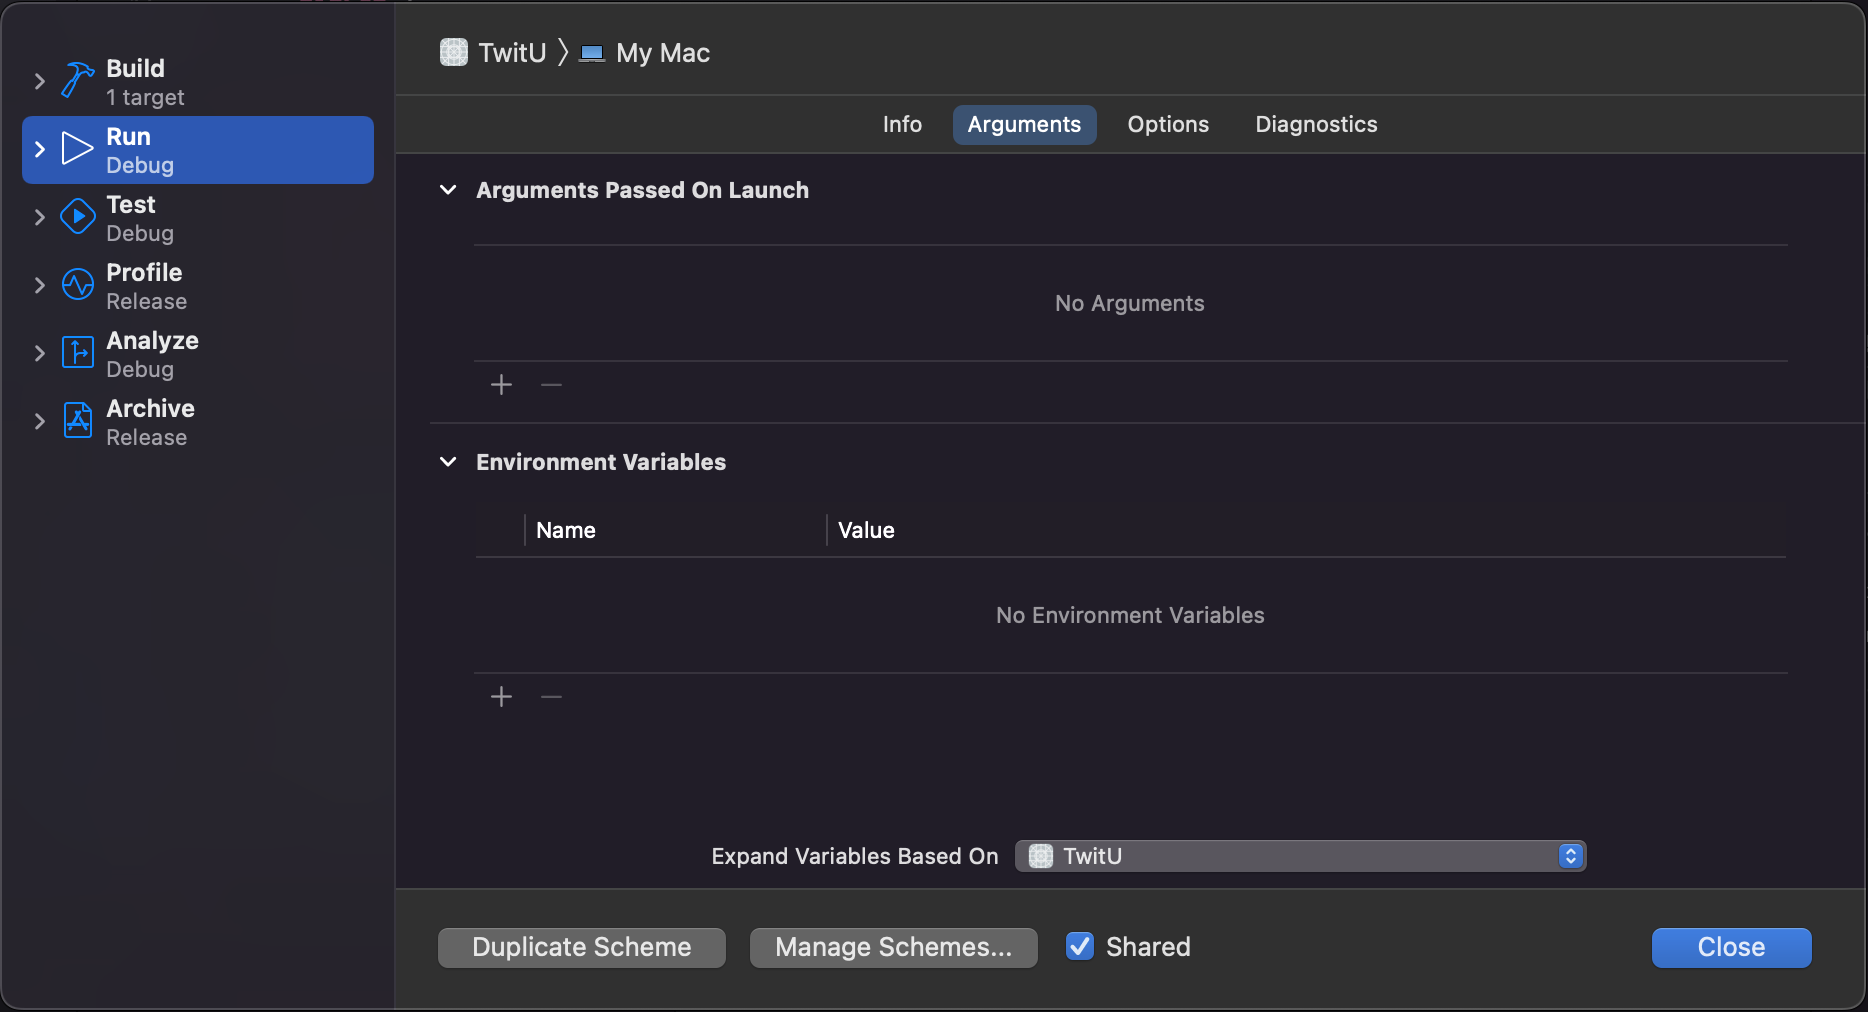 Build
1 target
Run
Debug
Test
Debug
Profile
Release
Analyze
Debug
Archive
Release
TwitU 〉 My Mac
Info Arguments Options Diagnostics
Arguments Passed On Launch
No Arguments
Environment Variables
Name Value
No Environment Variables
Expand Variables Based On TwitU
Duplicate Scheme Manage Schemes... Shared Close